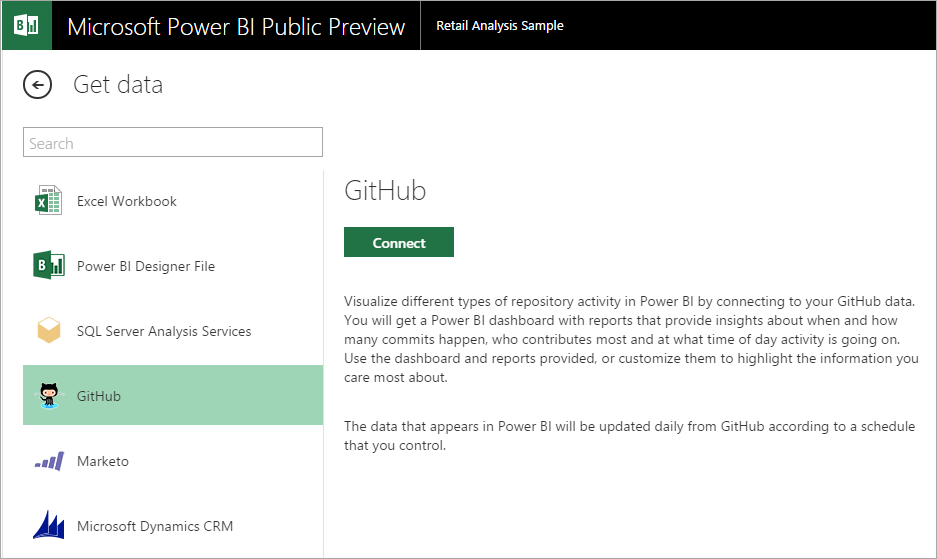 Microsoft Power BI Public Preview
Retail Analysis Sample
Get data
Search
Excel Workbook
Power BI Designer File
SQL Server Analysis Services
GitHub
Marketo
Microsoft Dynamics CRM
GitHub
Connect
Visualize different types of repository activity in Power BI by connecting to your GitHub data.
You will get a Power BI dashboard with reports that provide insights about when and how
many commits happen, who contributes most and at what time of day activity is going on.
Use the dashboard and reports provided, or customize them to highlight the information you
care most about.
The data that appears in Power BI will be updated daily from GitHub according to a schedule
that you control.